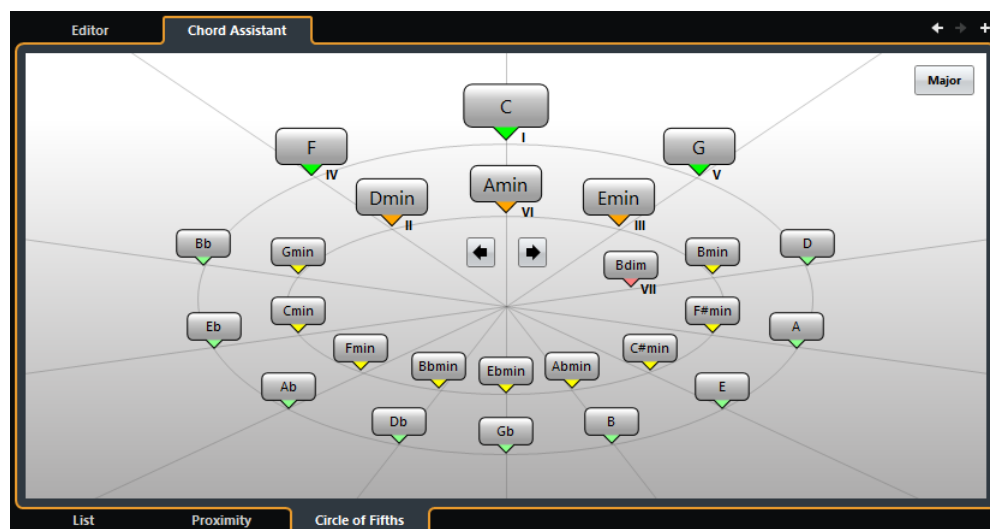 Editor Chord Assistant
Major
C
I
F G
IV V
Dmin Amin Emin
II VI III
Bb Gmin Bmin D
Bdim
VII
Eb Cmin F#min A
Fmin Bbmin Ebmin Abmin C#min
Ab E
Db Gb B
List Proximity Circle of Fifths